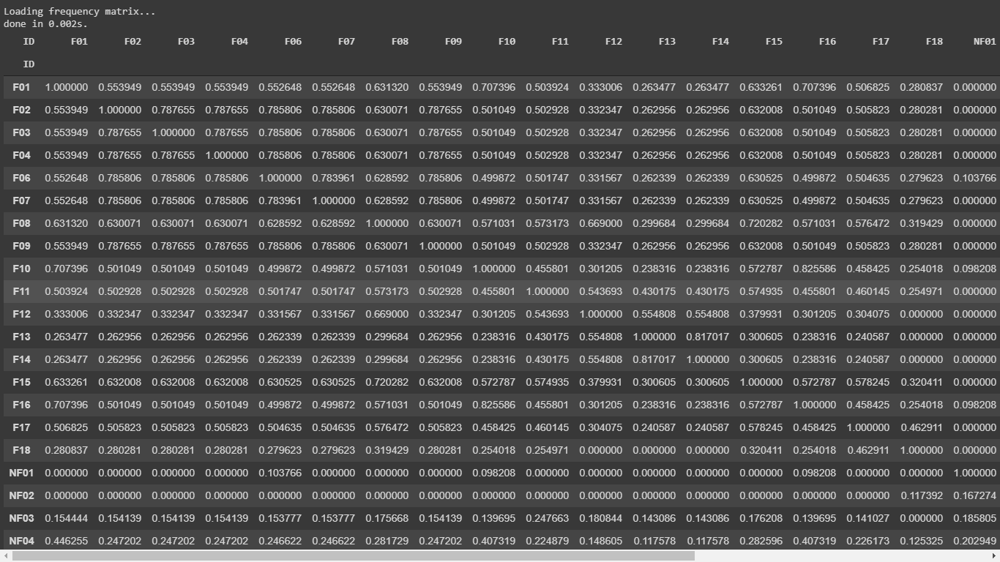 Loading frequency matrix...
done in 0.002s.
ID F01 F02 F03 F04 F06 F07 F08 F09 F10 F11 F12 F13 F14 F15 F16 F17 F18 NF01
ID
F01 1.000000 0.553949 0.553949 0.553949 0.552648 0.552648 0.631320 0.553949 0.707396 0.503924 0.333006 0.263477 0.263477 0.633261 0.707396 0.506825 0.280837 0.000000
F02 0.553949 1.000000 0.787655 0.787655 0.785806 0.785806 0.630071 0.787655 0.501049 0.502928 0.332347 0.262956 0.262956 0.632008 0.501049 0.505823 0.280281 0.000000
F03 0.553949 0.787655 1.000000 0.787655 0.785806 0.785806 0.630071 0.787655 0.501049 0.502928 0.332347 0.262956 0.262956 0.632008 0.501049 0.505823 0.280281 0.000000
F04 0.553949 0.787655 0.787655 1.000000 0.785806 0.785806 0.630071 0.787655 0.501049 0.502928 0.332347 0.262956 0.262956 0.632008 0.501049 0.505823 0.280281 0.000000
F06 0.552648 0.785806 0.785806 0.785806 1.000000 0.783961 0.628592 0.785806 0.499872 0.501747 0.331567 0.262339 0.262339 0.630525 0.499872 0.504635 0.279623 0.103766
F07 0.552648 0.785806 0.785806 0.785806 0.783961 1.000000 0.628592 0.785806 0.499872 0.501747 0.331567 0.262339 0.262339 0.630525 0.499872 0.504635 0.279623 0.000000
F08 0.631320 0.630071 0.630071 0.630071 0.628592 0.628592 1.000000 0.630071 0.571031 0.573173 0.669000 0.299684 0.299684 0.720282 0.571031 0.576472 0.319429 0.000000
F09 0.553949 0.787655 0.787655 0.787655 0.785806 0.785806 0.630071 1.000000 0.501049 0.502928 0.332347 0.262956 0.262956 0.632008 0.501049 0.505823 0.280281 0.000000
F10 0.707396 0.501049 0.501049 0.501049 0.499872 0.499872 0.571031 0.501049 1.000000 0.455801 0.301205 0.238316 0.238316 0.572787 0.825586 0.458425 0.254018 0.098208
F11 0.503924 0.502928 0.502928 0.502928 0.501747 0.501747 0.573173 0.502928 0.455801 1.000000 0.543693 0.430175 0.430175 0.574935 0.455801 0.460145 0.254971 0.000000
F12 0.333006 0.332347 0.332347 0.332347 0.331567 0.331567 0.669000 0.332347 0.301205 0.543693 1.000000 0.554808 0.554808 0.379931 0.301205 0.304075 0.000000 0.000000
F13 0.263477 0.262956 0.262956 0.262956 0.262339 0.262339 0.299684 0.262956 0.238316 0.430175 0.554808 1.000000 0.817017 0.300605 0.238316 0.240587 0.000000 0.000000
F14 0.263477 0.262956 0.262956 0.262956 0.262339 0.262339 0.299684 0.262956 0.238316 0.430175 0.554808 0.817017 1.000000 0.300605 0.238316 0.240587 0.000000 0.000000
F15 0.633261 0.632008 0.632008 0.632008 0.630525 0.630525 0.720282 0.632008 0.572787 0.574935 0.379931 0.300605 0.300605 1.000000 0.572787 0.578245 0.320411 0.000000
F16 0.707396 0.501049 0.501049 0.501049 0.499872 0.499872 0.571031 0.501049 0.825586 0.455801 0.301205 0.238316 0.238316 0.572787 1.000000 0.458425 0.254018 0.098208
F17 0.506825 0.505823 0.505823 0.505823 0.504635 0.504635 0.576472 0.505823 0.458425 0.460145 0.304075 0.240587 0.240587 0.578245 0.458425 1.000000 0.462911 0.000000
F18 0.280837 0.280281 0.280281 0.280281 0.279623 0.279623 0.319429 0.280281 0.254018 0.254971 0.000000 0.000000 0.000000 0.320411 0.254018 0.462911 1.000000 0.000000
NF01 0.000000 0.000000 0.000000 0.000000 0.103766 0.000000 0.000000 0.000000 0.098208 0.000000 0.000000 0.000000 0.000000 0.000000 0.098208 0.000000 0.000000 1.000000
NF02 0.000000 0.000000 0.000000 0.000000 0.000000 0.000000 0.000000 0.000000 0.000000 0.000000 0.000000 0.000000 0.000000 0.000000 0.000000 0.000000 0.117392 0.167274
NF03 0.154444 0.154139 0.154139 0.154139 0.153777 0.153777 0.175668 0.154139 0.139695 0.247663 0.180844 0.143086 0.143086 0.176208 0.139695 0.141027 0.000000 0.185805
NF04 0.446255 0.247202 0.247202 0.247202 0.246622 0.246622 0.281729 0.247202 0.407319 0.224879 0.148605 0.117578 0.117578 0.282596 0.407319 0.226173 0.125325 0.202949